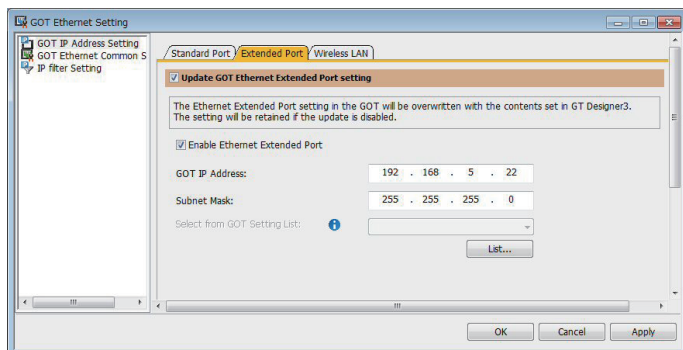 GOT Ethernet Setting
GOT IP Address Setting
GOT Ethernet Common S
IP filter Setting
Standard Port Extended Port Wireless LAN
Update GOT Ethernet Extended Port setting
The Ethernet Extended Port setting in the GOT will be overwritten with the contents set in GT Designer3.
The setting will be retained if the update is disabled.
Enable Ethernet Extended Port
GOT IP Address: 192 . 168 . 5 . 22
Subnet Mask: 255 . 255 . 255 . 0
Select from GOT Setting List:
List...
OK Cancel Apply